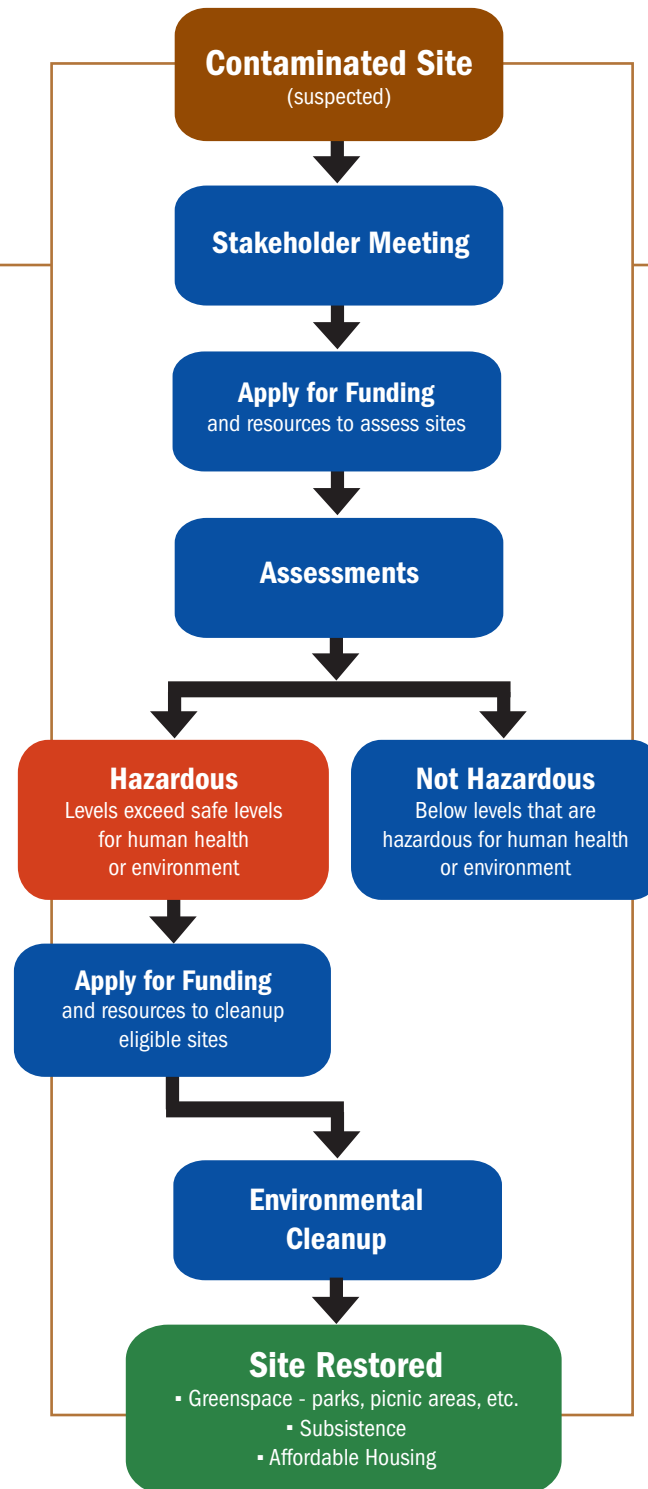 Contaminated Site
(suspected)
Stakeholder Meeting
Apply for Funding
and resources to assess sites
Assessments
Hazardous
Levels exceed safe levels
for human health
or environment
Not Hazardous
Below levels that are
hazardous for human health
or environment
Apply for Funding
and resources to cleanup
eligible sites
Environmental
Cleanup
Site Restored
▪ Greenspace - parks, picnic areas, etc.
▪ Subsistence
▪ Affordable Housing